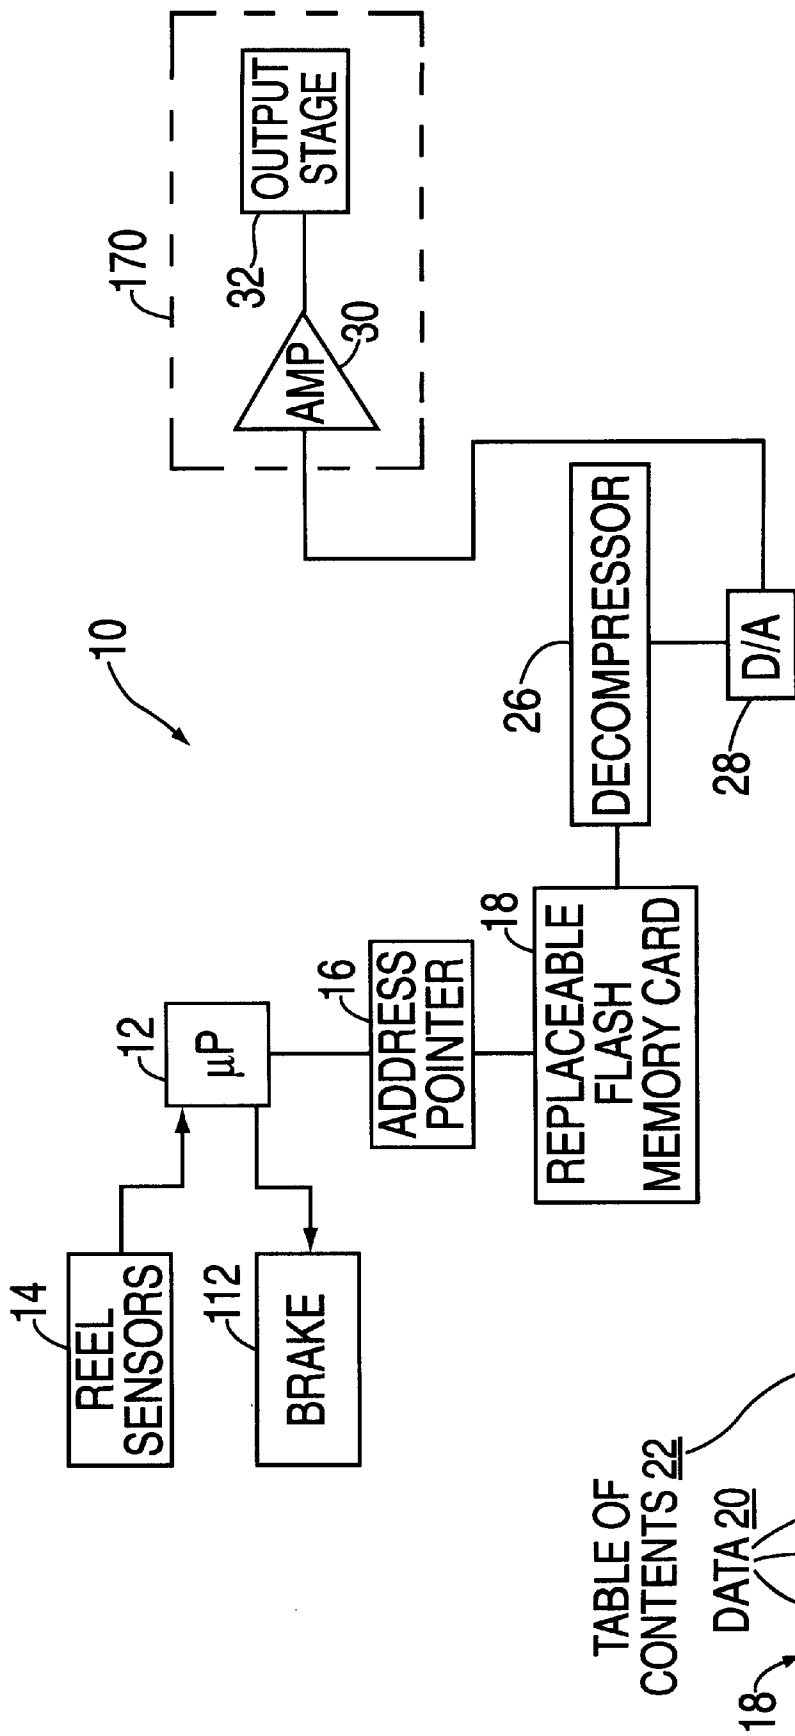 10
14
REEL
SENSORS
12
µP
112
BRAKE
16
ADDRESS
POINTER
18
REPLACEABLE
FLASH
MEMORY CARD
26
DECOMPRESSOR
28
D/A
170
AMP
30
32
OUTPUT
STAGE
TABLE OF
CONTENTS 22
DATA 20
18